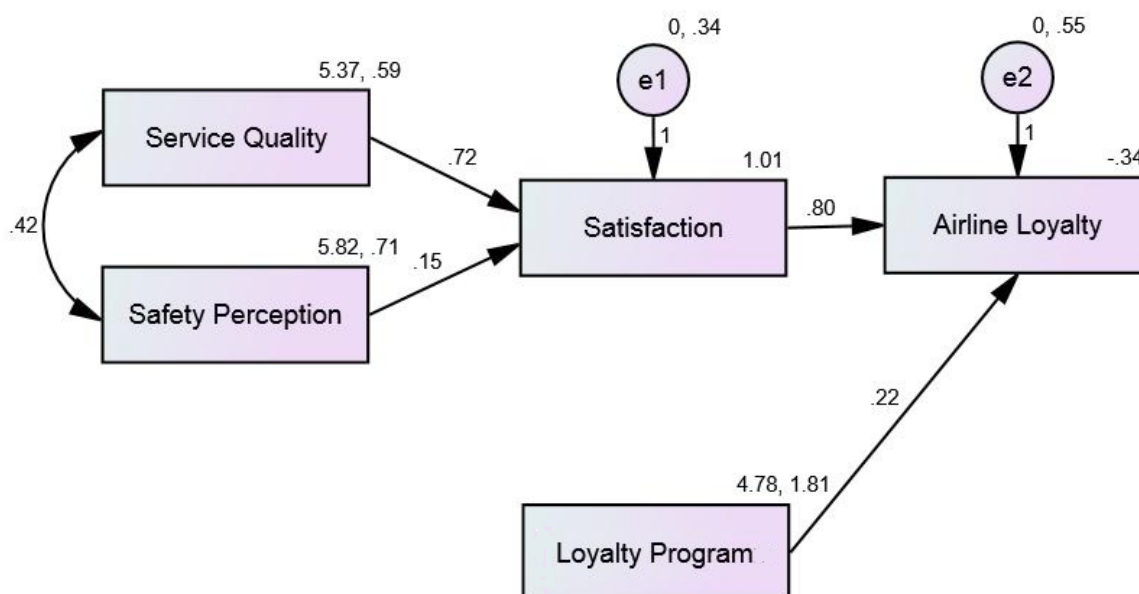 0, .34
0, .55
5.37, .59
e1
e2
Service Quality
1
1
.72
1.01
-.34
.42
Satisfaction
.80
Airline Loyalty
5.82, .71
.15
Safety Perception
.22
4.78, 1.81
Loyalty Program